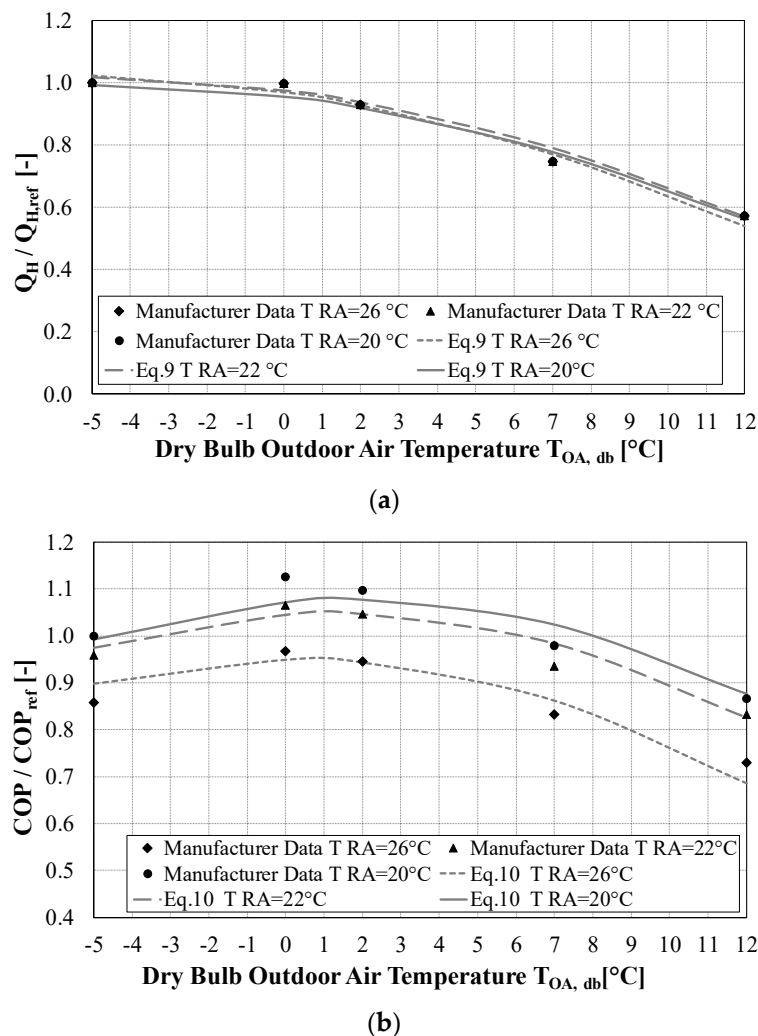 1.2
1.0
0.8
0.6
0.4
0.2
0.0
Q_H / Q_H,ref [-]
◆ Manufacturer Data T RA=26 °C ▲ Manufacturer Data T RA=22 °C
● Manufacturer Data T RA=20 °C Eq.9 T RA=26 °C
Eq.9 T RA=22 °C Eq.9 T RA=20°C
-5 -4 -3 -2 -1 0 1 2 3 4 5 6 7 8 9 10 11 12
Dry Bulb Outdoor Air Temperature T_OA, db [°C]
(a)
1.2
1.1
1.0
0.9
0.8
0.7
0.6
0.5
0.4
COP / COP_ref [-]
◆ Manufacturer Data T RA=26°C ▲ Manufacturer Data T RA=22°C
● Manufacturer Data T RA=20°C Eq.10 T RA=26°C
Eq.10 T RA=22°C Eq.10 T RA=20°C
-5 -4 -3 -2 -1 0 1 2 3 4 5 6 7 8 9 10 11 12
Dry Bulb Outdoor Air Temperature T_OA, db[°C]
(b)